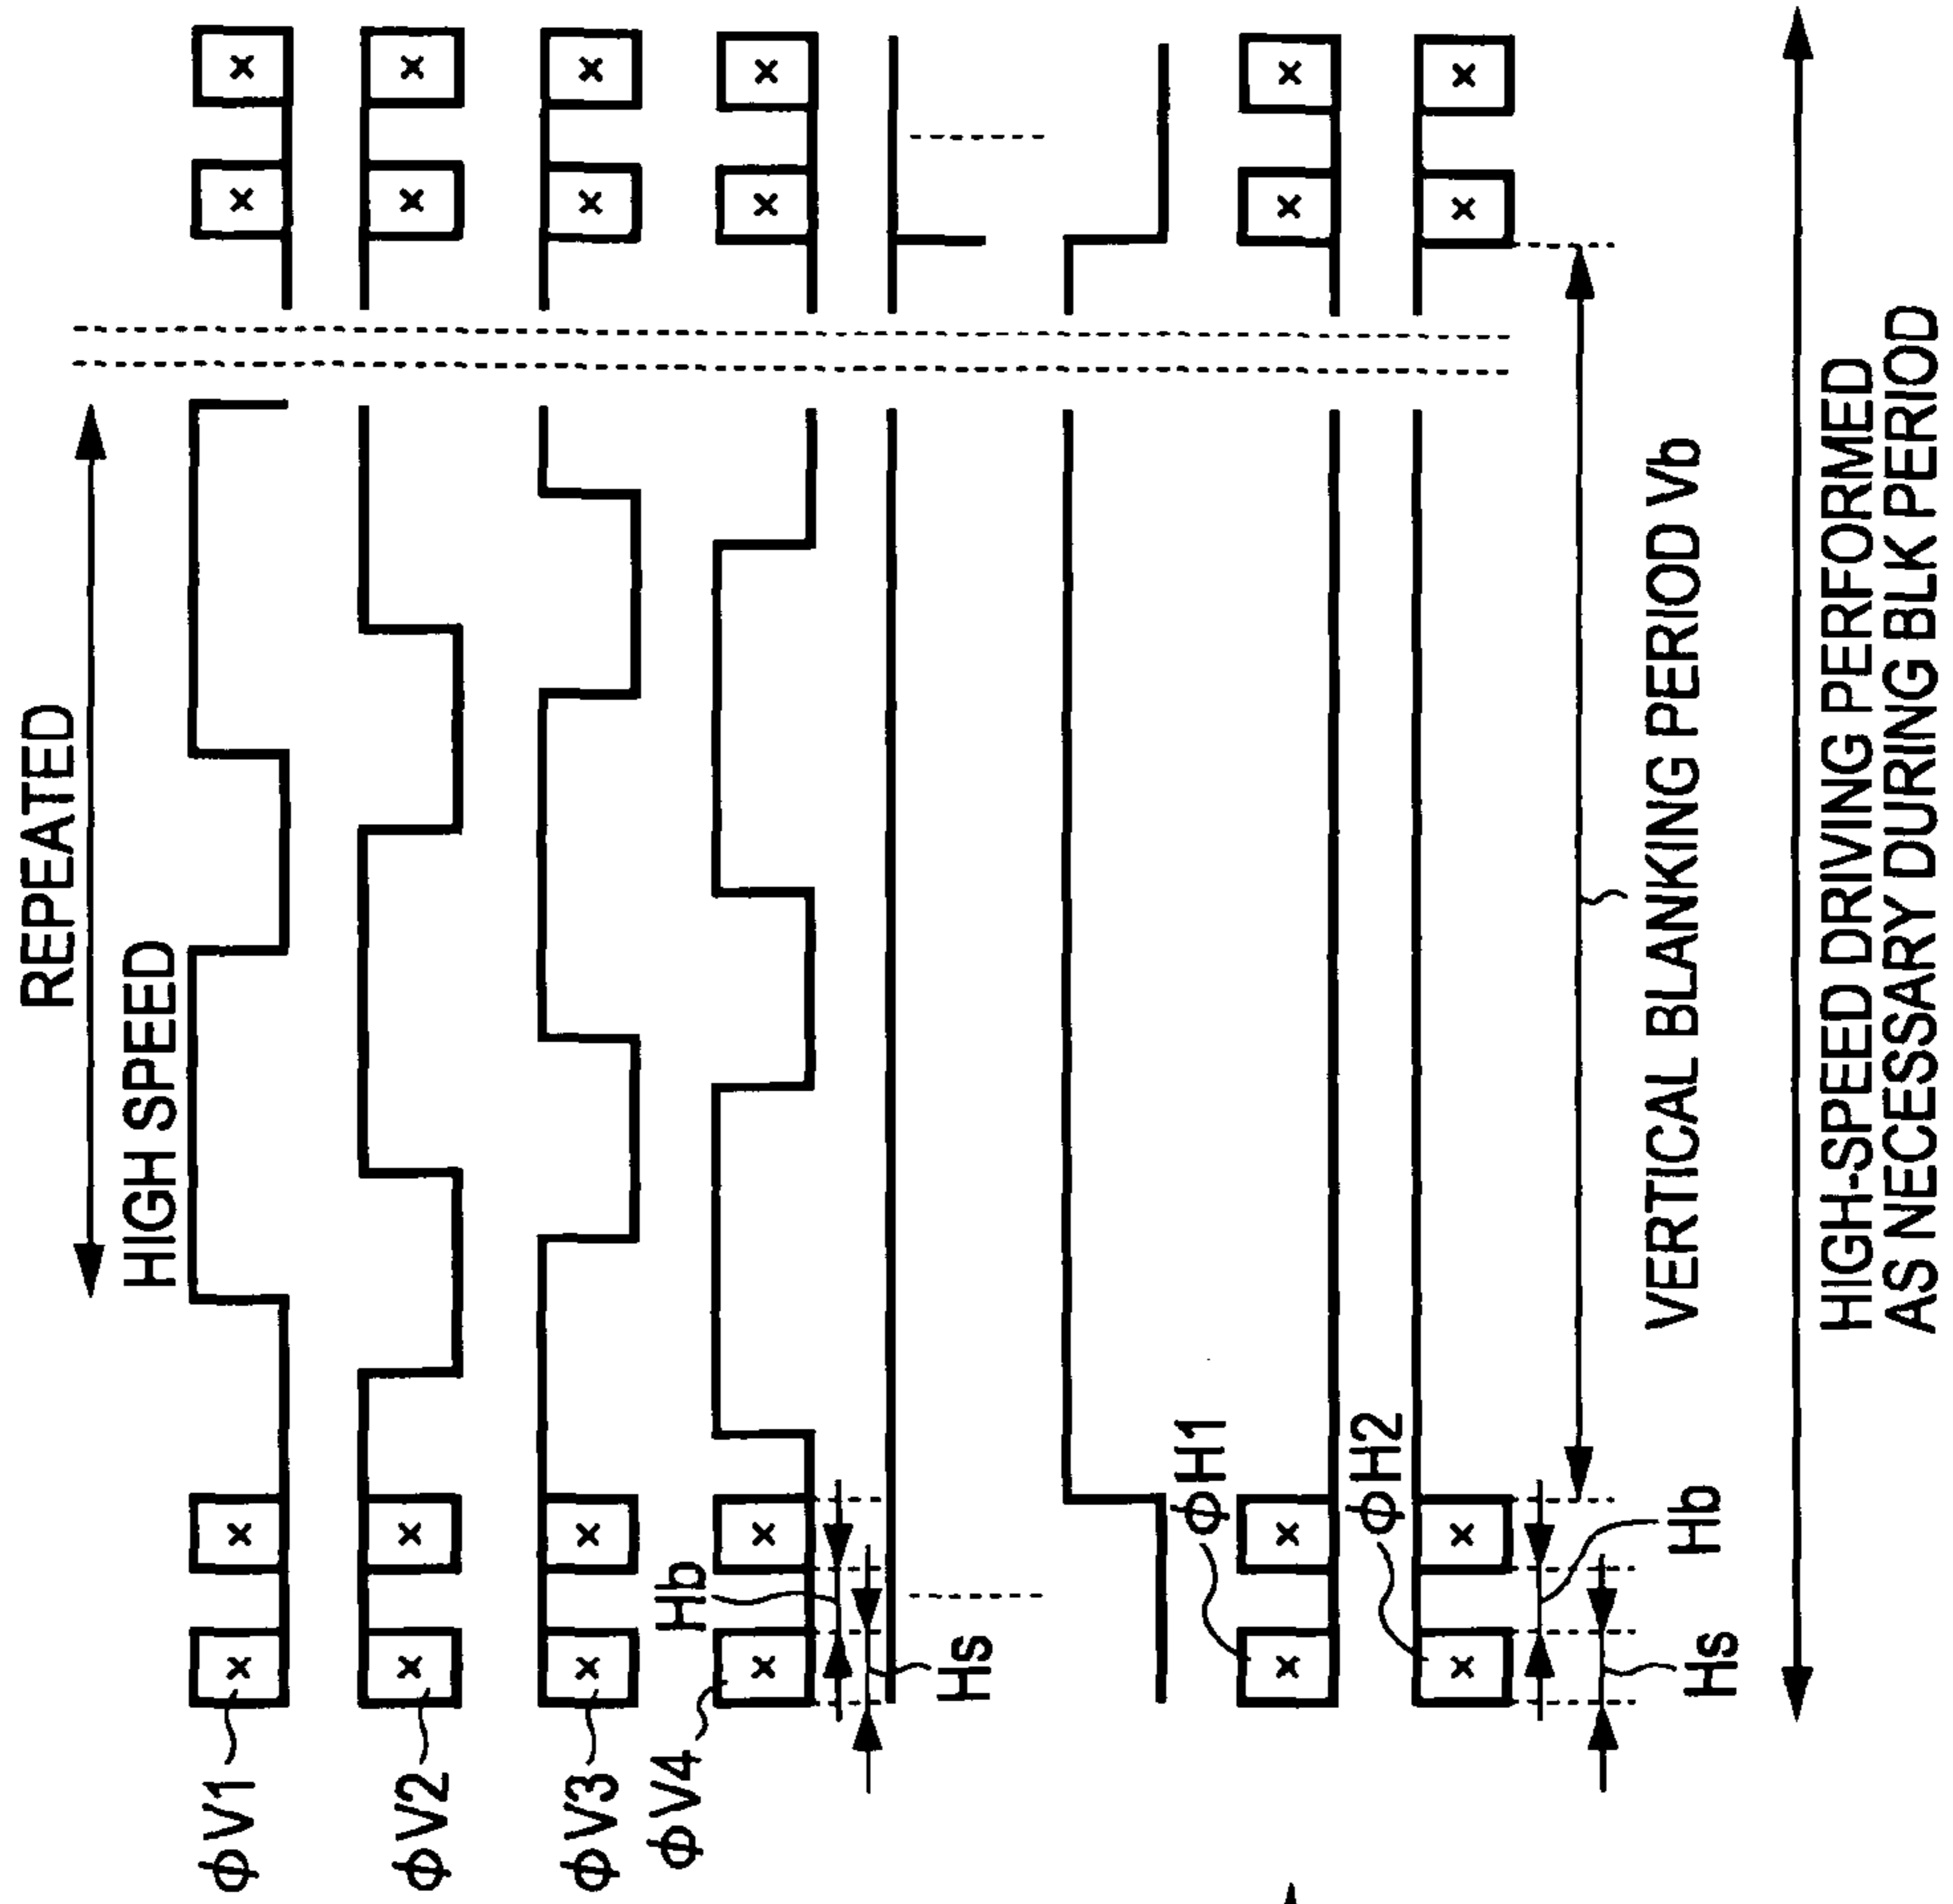 REPEATED
HIGH SPEED
φV1
φV2
φV3
φV4
Hb
Hs
φH1
φH2
Hb
Hs
VERTICAL BLANKING PERIOD Vb
HIGH-SPEED DRIVING PERFORMED
AS NECESSARY DURING BLK PERIOD